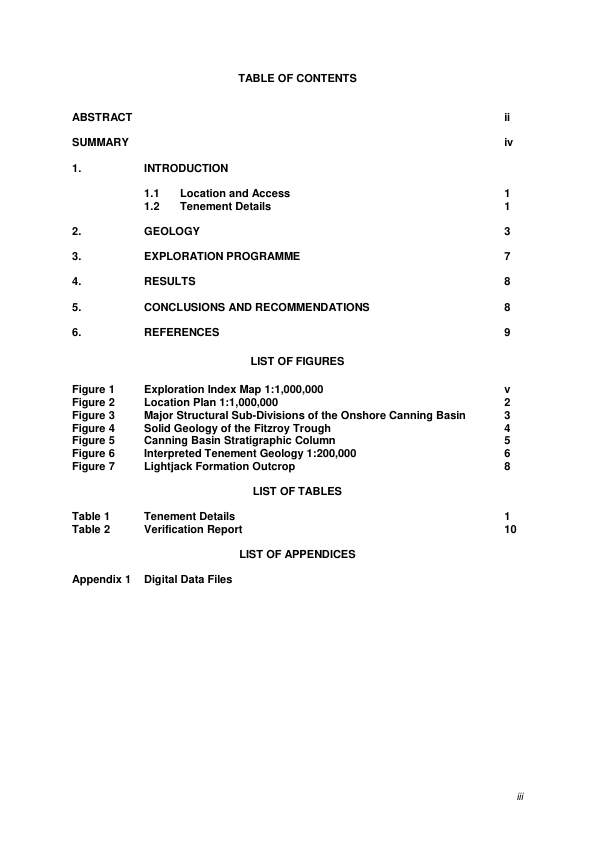 TABLE OF CONTENTS
ABSTRACT ii
SUMMARY iv
1. INTRODUCTION
1.1 Location and Access 1
1.2 Tenement Details 1
2. GEOLOGY 3
3. EXPLORATION PROGRAMME 7
4. RESULTS 8
5. CONCLUSIONS AND RECOMMENDATIONS 8
6. REFERENCES 9
LIST OF FIGURES
Figure 1 Exploration Index Map 1:1,000,000 v
Figure 2 Location Plan 1:1,000,000 2
Figure 3 Major Structural Sub-Divisions of the Onshore Canning Basin 3
Figure 4 Solid Geology of the Fitzroy Trough 4
Figure 5 Canning Basin Stratigraphic Column 5
Figure 6 Interpreted Tenement Geology 1:200,000 6
Figure 7 Lightjack Formation Outcrop 8
LIST OF TABLES
Table 1 Tenement Details 1
Table 2 Verification Report 10
LIST OF APPENDICES
Appendix 1 Digital Data Files
iii